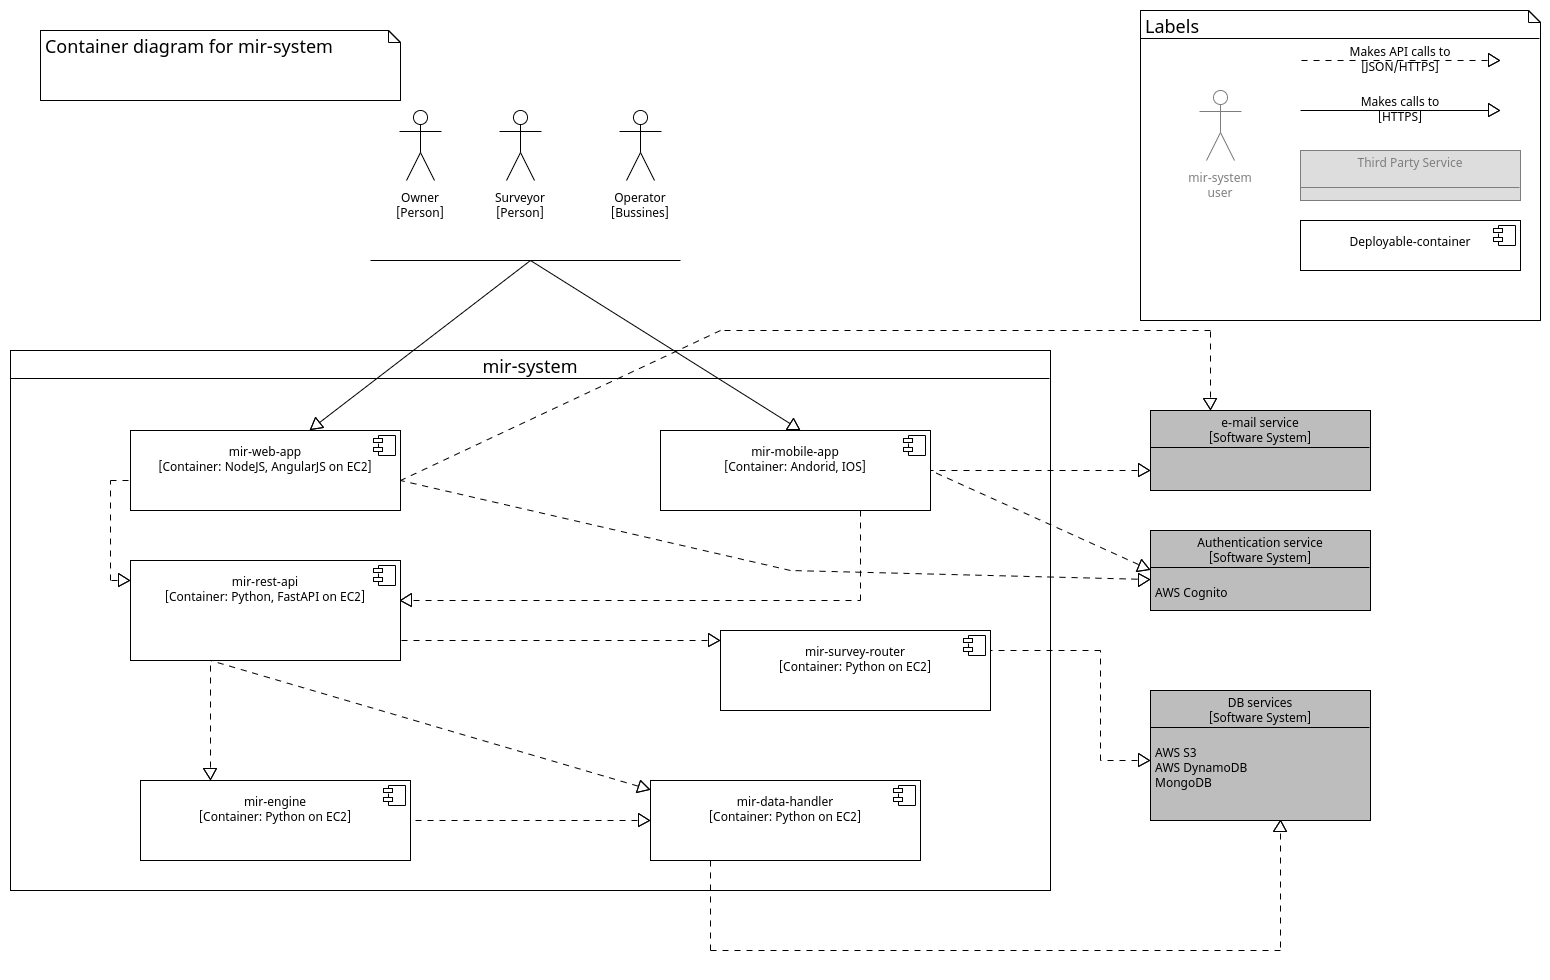 Container diagram for mir-system
Labels
Makes API calls to
[JSON/HTTPS]
Makes calls to
[HTTPS]
Third Party Service
mir-system
user
Deployable-container
Owner
[Person]
Surveyor
[Person]
Operator
[Bussines]
mir-system
mir-web-app
[Container: NodeJS, AngularJS on EC2]
mir-mobile-app
[Container: Andorid, IOS]
e-mail service
[Software System]
Authentication service
[Software System]
AWS Cognito
mir-rest-api
[Container: Python, FastAPI on EC2]
mir-survey-router
[Container: Python on EC2]
DB services
[Software System]
AWS S3
AWS DynamoDB
MongoDB
mir-engine
[Container: Python on EC2]
mir-data-handler
[Container: Python on EC2]